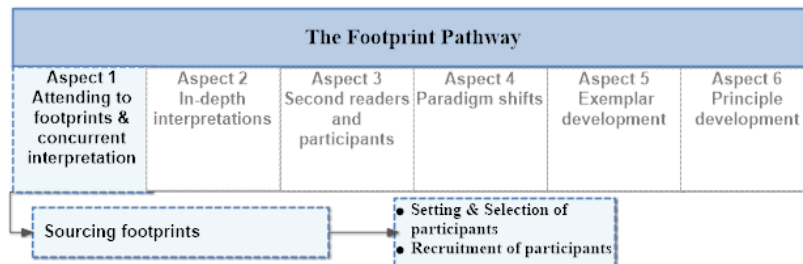 The Footprint Pathway
Aspect 1
Attending to
footprints &
concurrent
interpretation
Aspect 2
In-depth
interpretations
Aspect 3
Second readers
and
participants
Aspect 4
Paradigm shifts
Aspect 5
Exemplar
development
Aspect 6
Principle
development
Sourcing footprints
● Setting & Selection of
participants
● Recruitment of participants